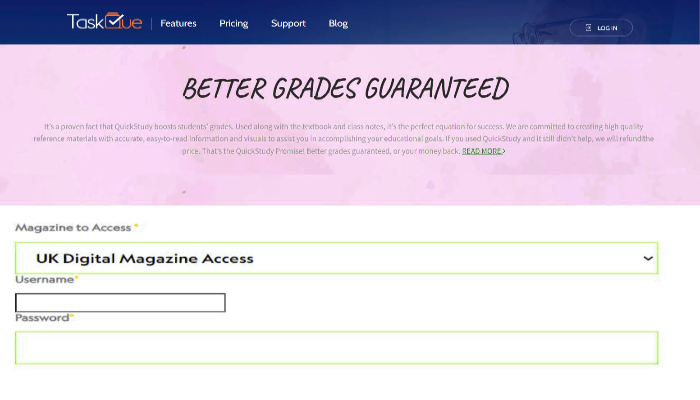 TaskQue
Features Pricing Support Blog
LOG IN
BETTER GRADES GUARANTEED
It's a proven fact that QuickStudy boosts students' grades. Used along with the textbook and class notes, it's the perfect equation for success. We are committed to creating high quality
reference materials with accurate, easy-to-read information and visuals to assist you in accomplishing your educational goals. If you used QuickStudy and it still didn't help, we will refundthe
price. That's the QuickStudy Promise! Better grades guaranteed, or your money back. READ MORE >
Magazine to Access *
UK Digital Magazine Access
Username*
Password*